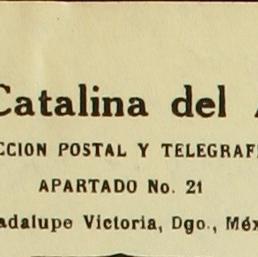 Catalina del
CCION POSTAL Y TELEGRAF
APARTADO No. 21
adalupe Victoria, Dgo., Méx